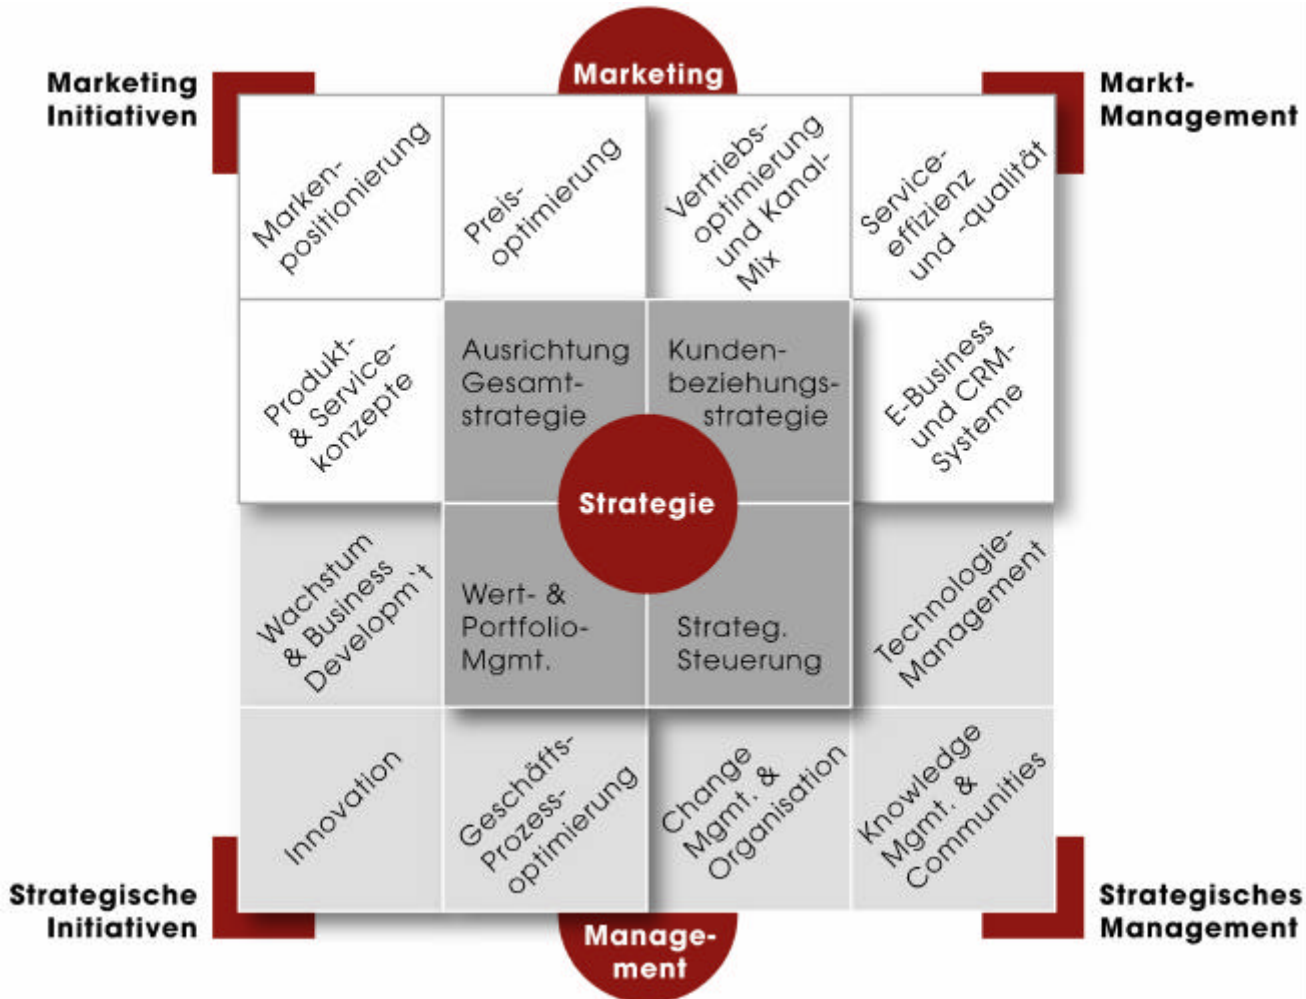 Marketing
Marketing
Initiativen
Markt-
Management
Marken-
positionierung
Preis-
optimierung
Vertriebs-
optimierung
und Kanal-
Mix
Service-
effizienz
und -qualität
Produkt-
& Service-
konzepte
Ausrichtung
Gesamt-
strategie
Kunden-
beziehungs-
strategie
E-Business
und CRM-
Systeme
Strategie
Wachstum
& Business
Developm`t
Wert- &
Portfolio-
Mgmt.
Strateg.
Steuerung
Technologie-
Management
Innovation
Geschäfts-
Prozess-
optimierung
Change
Mgmt. &
Organisation
Knowledge
Mgmt. &
Communities
Strategische
Initiativen
Manage-
ment
Strategisches
Management